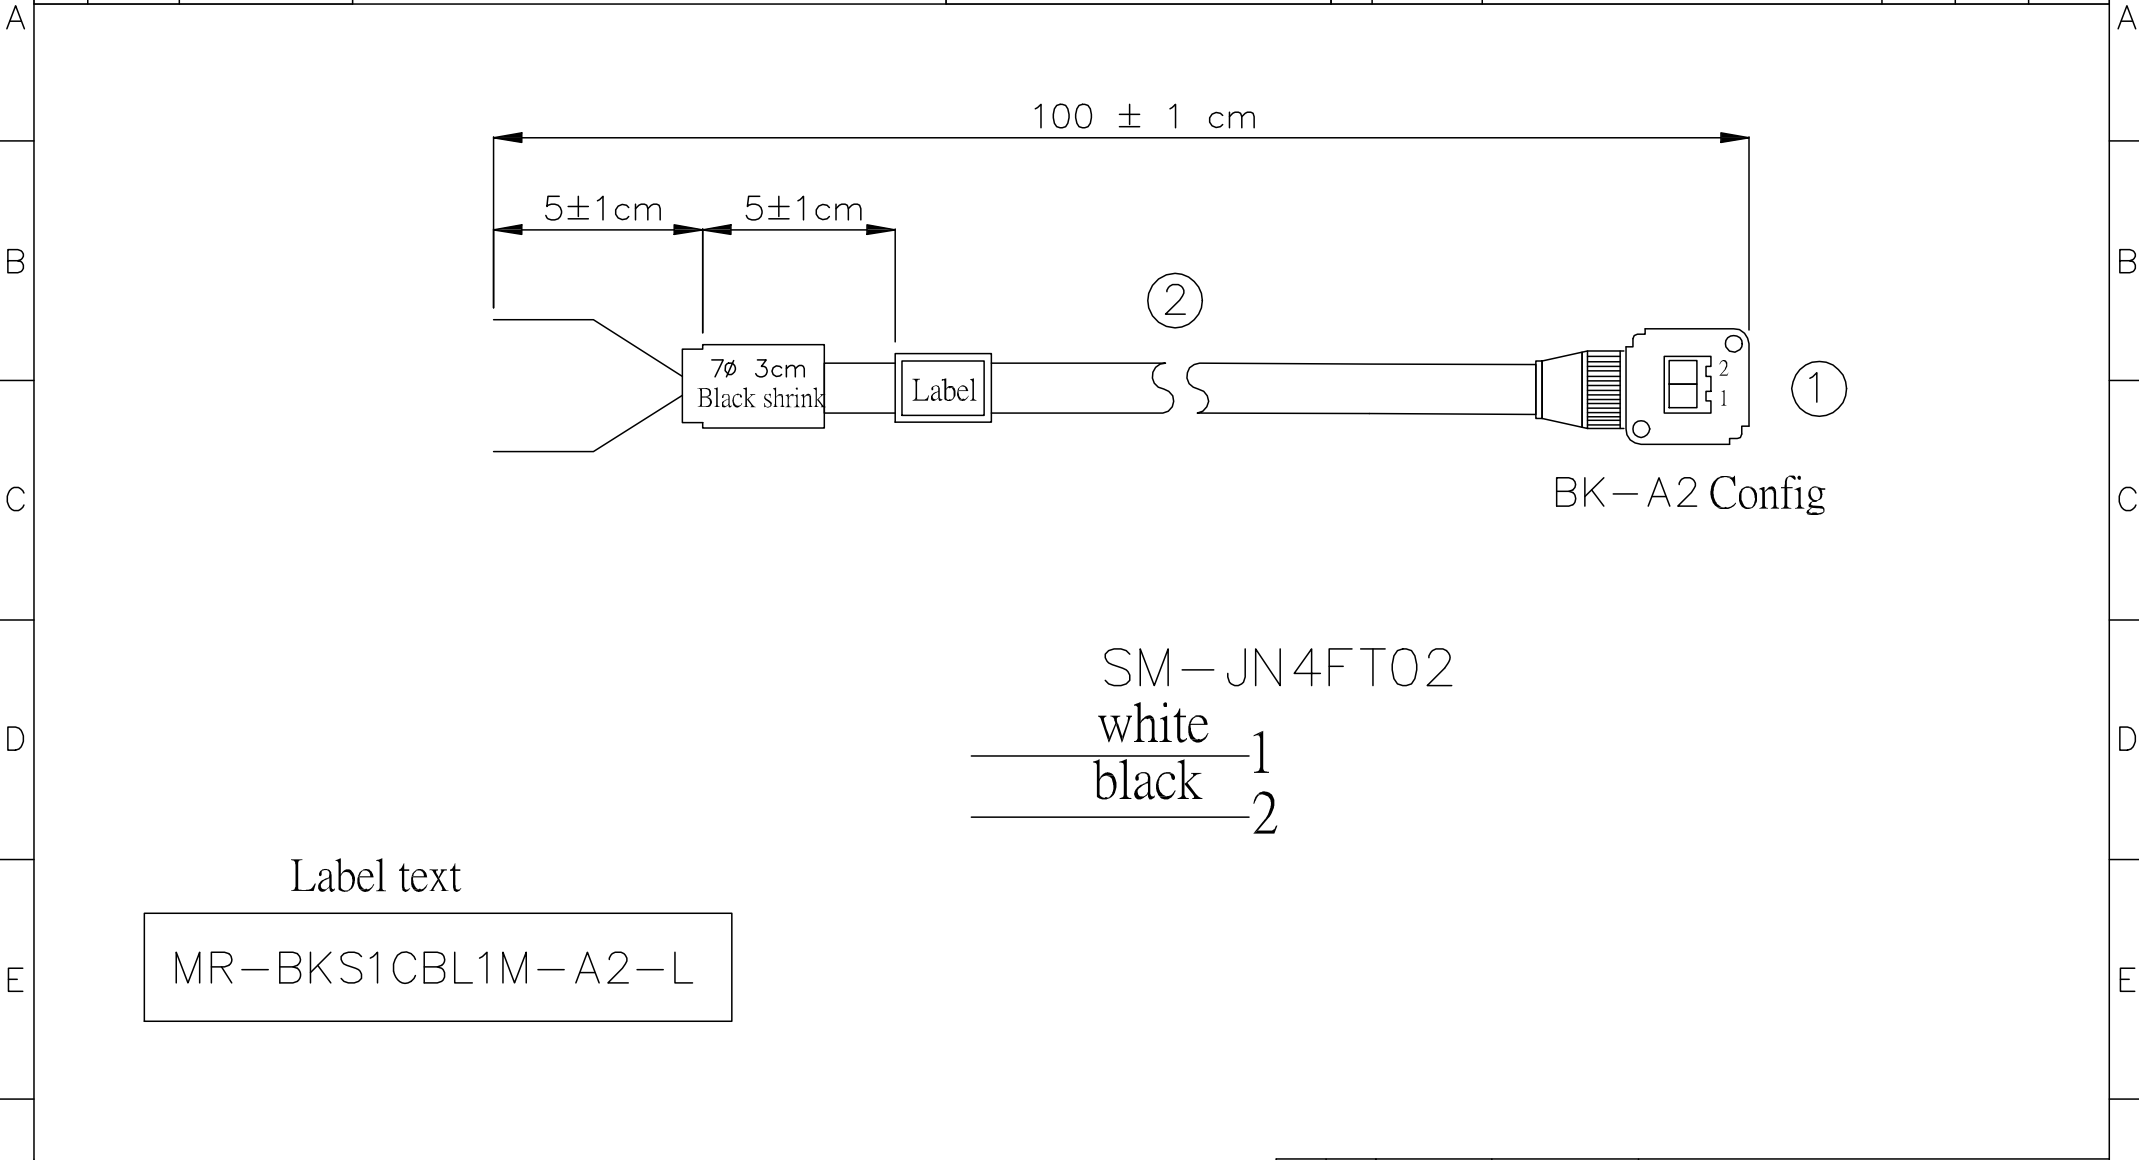 A
A
100 ± 1 cm
5±1cm
5±1cm
B
B
2
7ø 3cm
Black shrink
Label
2
1
1
BK-A2 Config
C
C
SM-JN4FT02
white
1
black
2
D
D
Label text
MR-BKS1CBL1M-A2-L
E
E